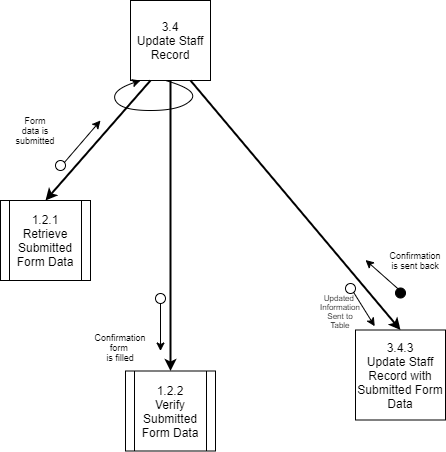 3.4
Update Staff
Record
Form
data is
submitted
1.2.1
Retrieve
Submitted
Form Data
Confirmation
is sent back
Updated
Information
Sent to
Table
Confirmation
form
is filled
3.4.3
Update Staff
Record with
Submitted Form
Data
1.2.2
Verify
Submitted
Form Data